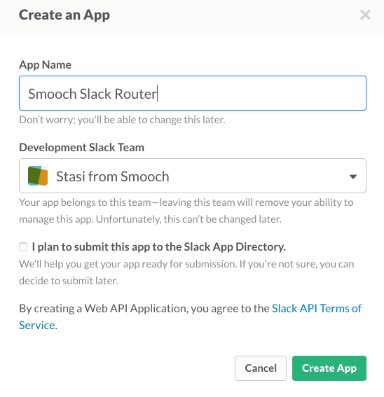 Create an App
App Name
Smooch Slack Router
Don't worry; you'll be able to change this later.
Development Slack Team
Stasi from Smooch
Your app belongs to this team—leaving this team will remove your ability to
manage this app. Unfortunately, this can't be changed later.
I plan to submit this app to the Slack App Directory.
We'll help you get your app ready for submission. If you're not sure, you can
decide to submit later.
By creating a Web API Application, you agree to the Slack API Terms of
Service.
Cancel
Create App